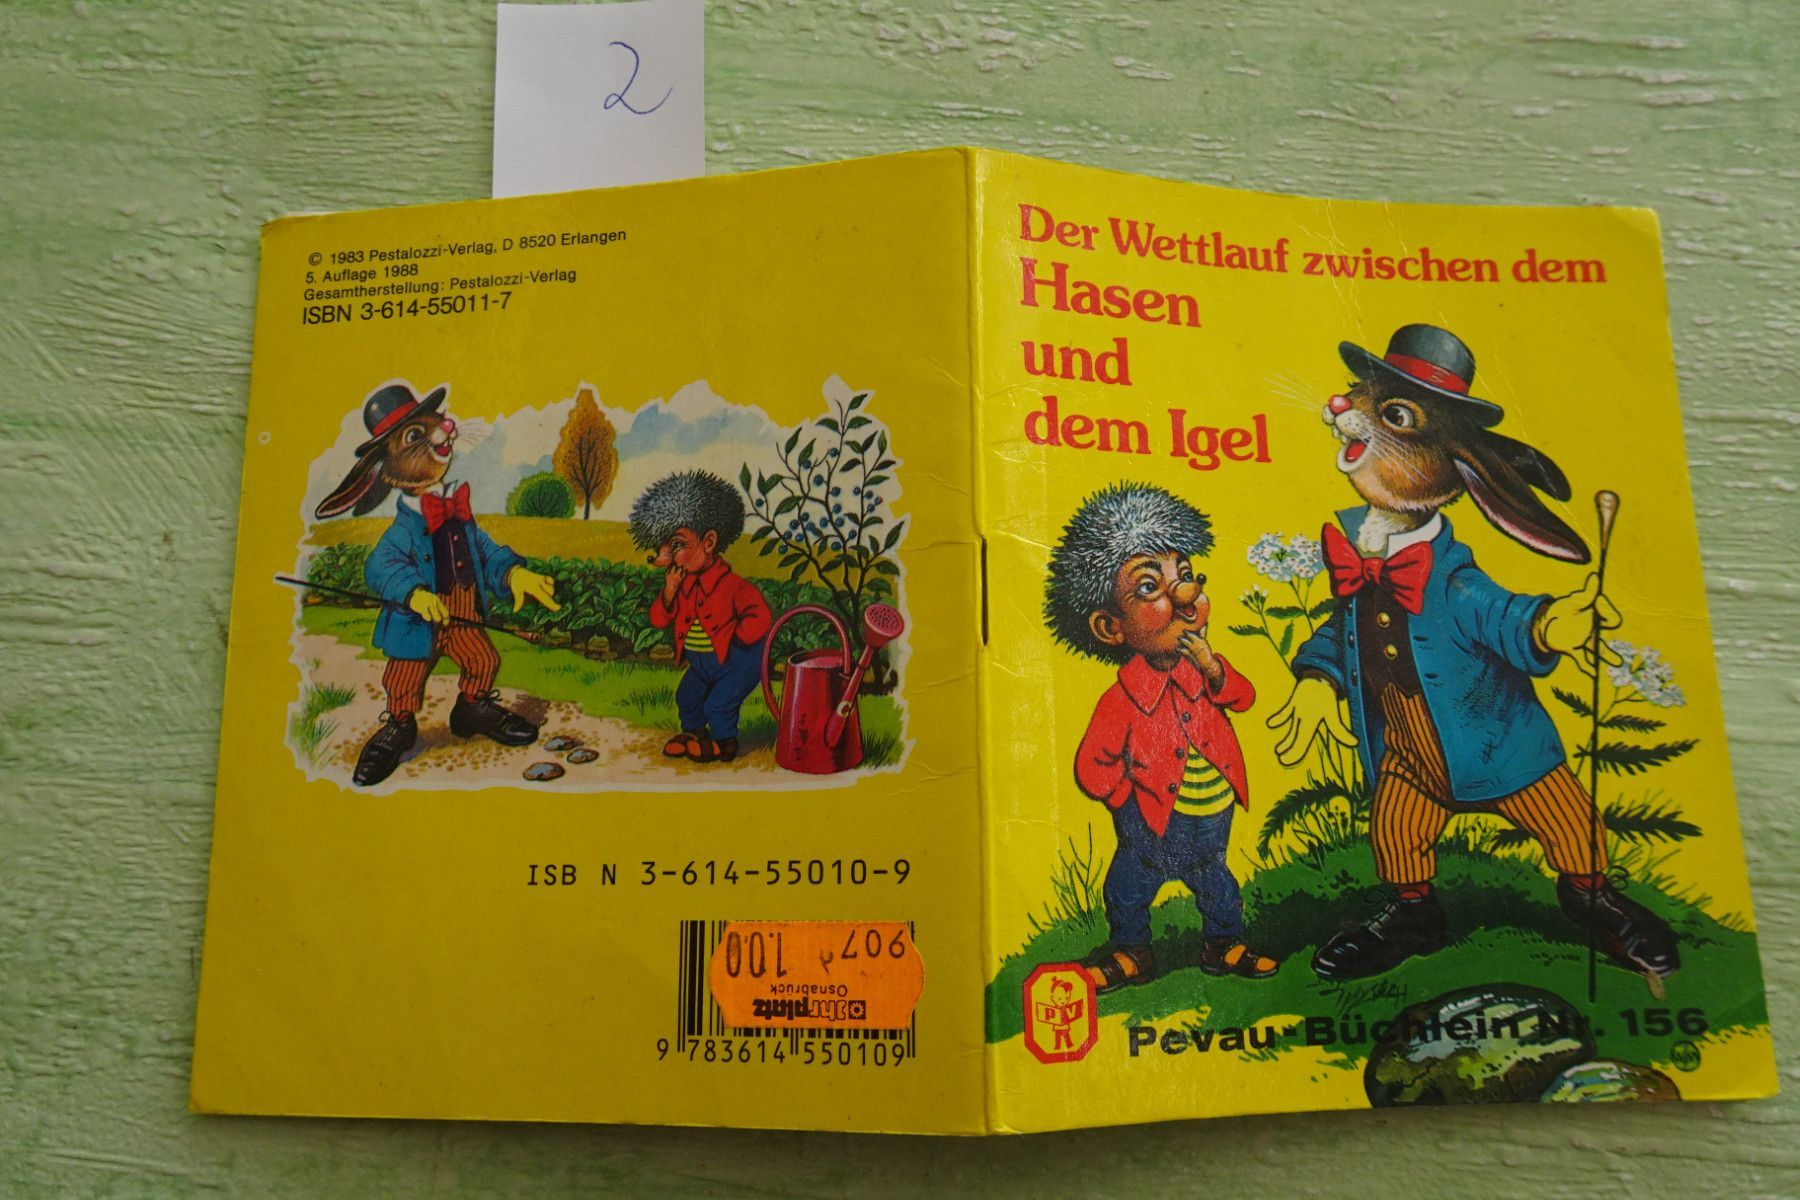 2
© 1983 Pestalozzi-Verlag, D 8520 Erlangen
5. Auflage 1988
Gesamtherstellung: Pestalozzi-Verlag
ISBN 3-614-55011-7
ISB N 3-614-55010-9
907 1.00
Osnabrück
Ihrplatz
9 783614 550109
Der Wettlauf zwischen dem
Hasen
und
dem Igel
P V
Pevau-Büchlein Nr. 156